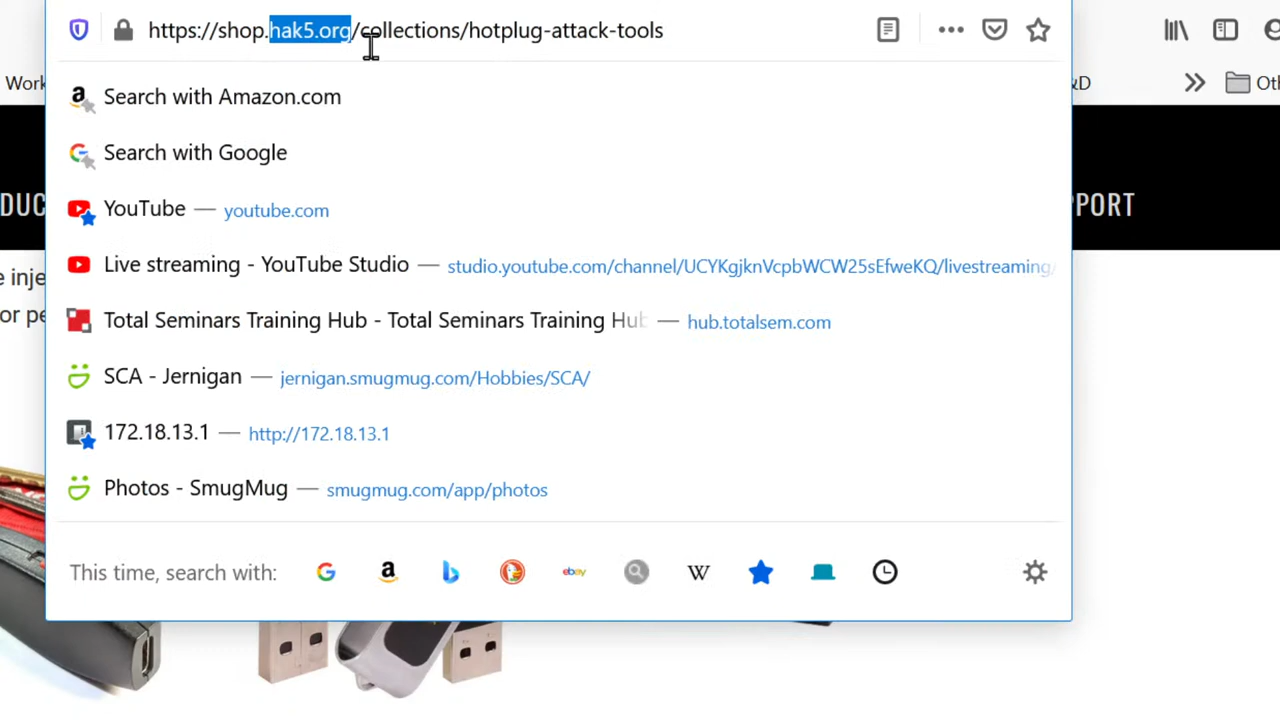 https://shop.hak5.org/collections/hotplug-attack-tools
Work
Search with Amazon.com
Search with Google
YouTube — youtube.com
Live streaming - YouTube Studio — studio.youtube.com/channel/UCYKgjknVcpbWCW25sEfweKQ/livestreaming/
Total Seminars Training Hub - Total Seminars Training Hub — hub.totalsem.com
SCA - Jernigan — jernigan.smugmug.com/Hobbies/SCA/
172.18.13.1 — http://172.18.13.1
Photos - SmugMug — smugmug.com/app/photos
This time, search with: